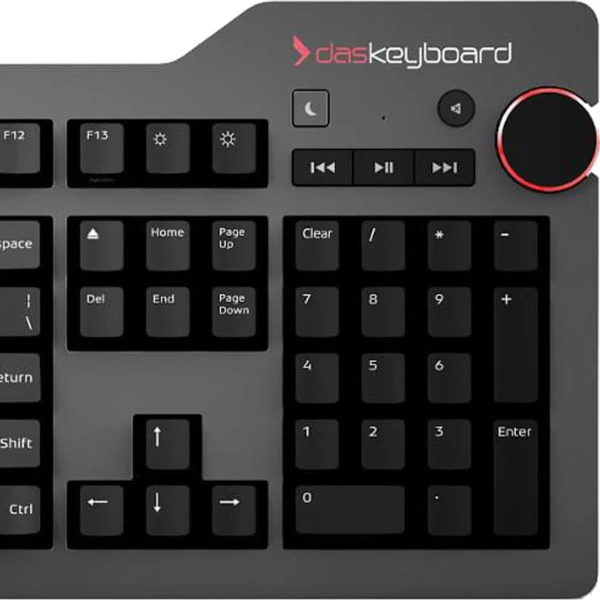 daskeyboard
F12
F13
space
Home
Page
Up
Clear
/
*
-
¦
\
Del
End
Page
Down
7
8
9
+
eturn
4
5
6
Shift
↑
1
2
3
Enter
Ctrl
←
↓
→
0
.